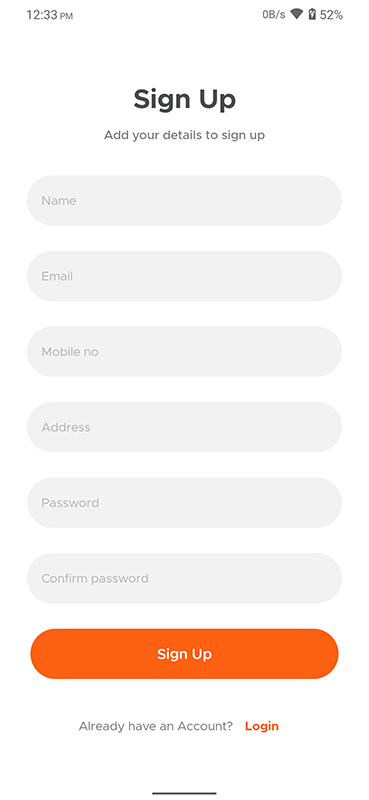 12:33 PM 0B/s 52%
Sign Up
Add your details to sign up
Name
Email
Mobile no
Address
Password
Confirm password
Sign Up
Already have an Account? Login